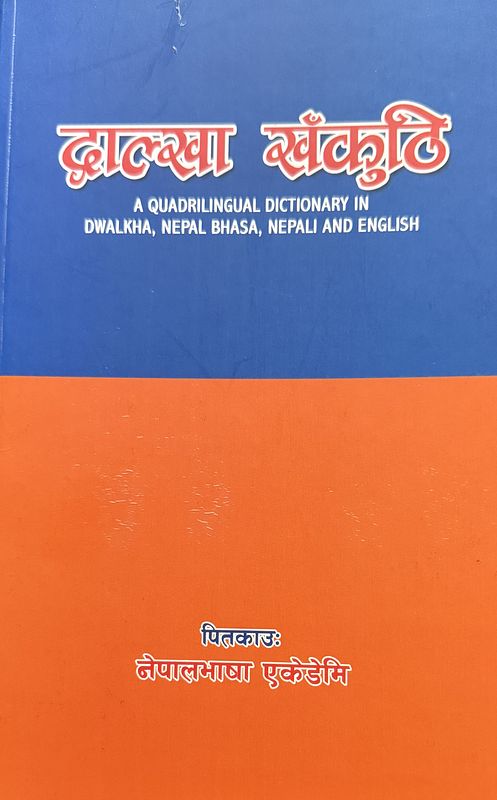 द्वाल्खा खँकुठि
A QUADRILINGUAL DICTIONARY IN
DWALKHA, NEPAL BHASA, NEPALI AND ENGLISH
पितकाउः
नेपालभाषा एकेडेमि